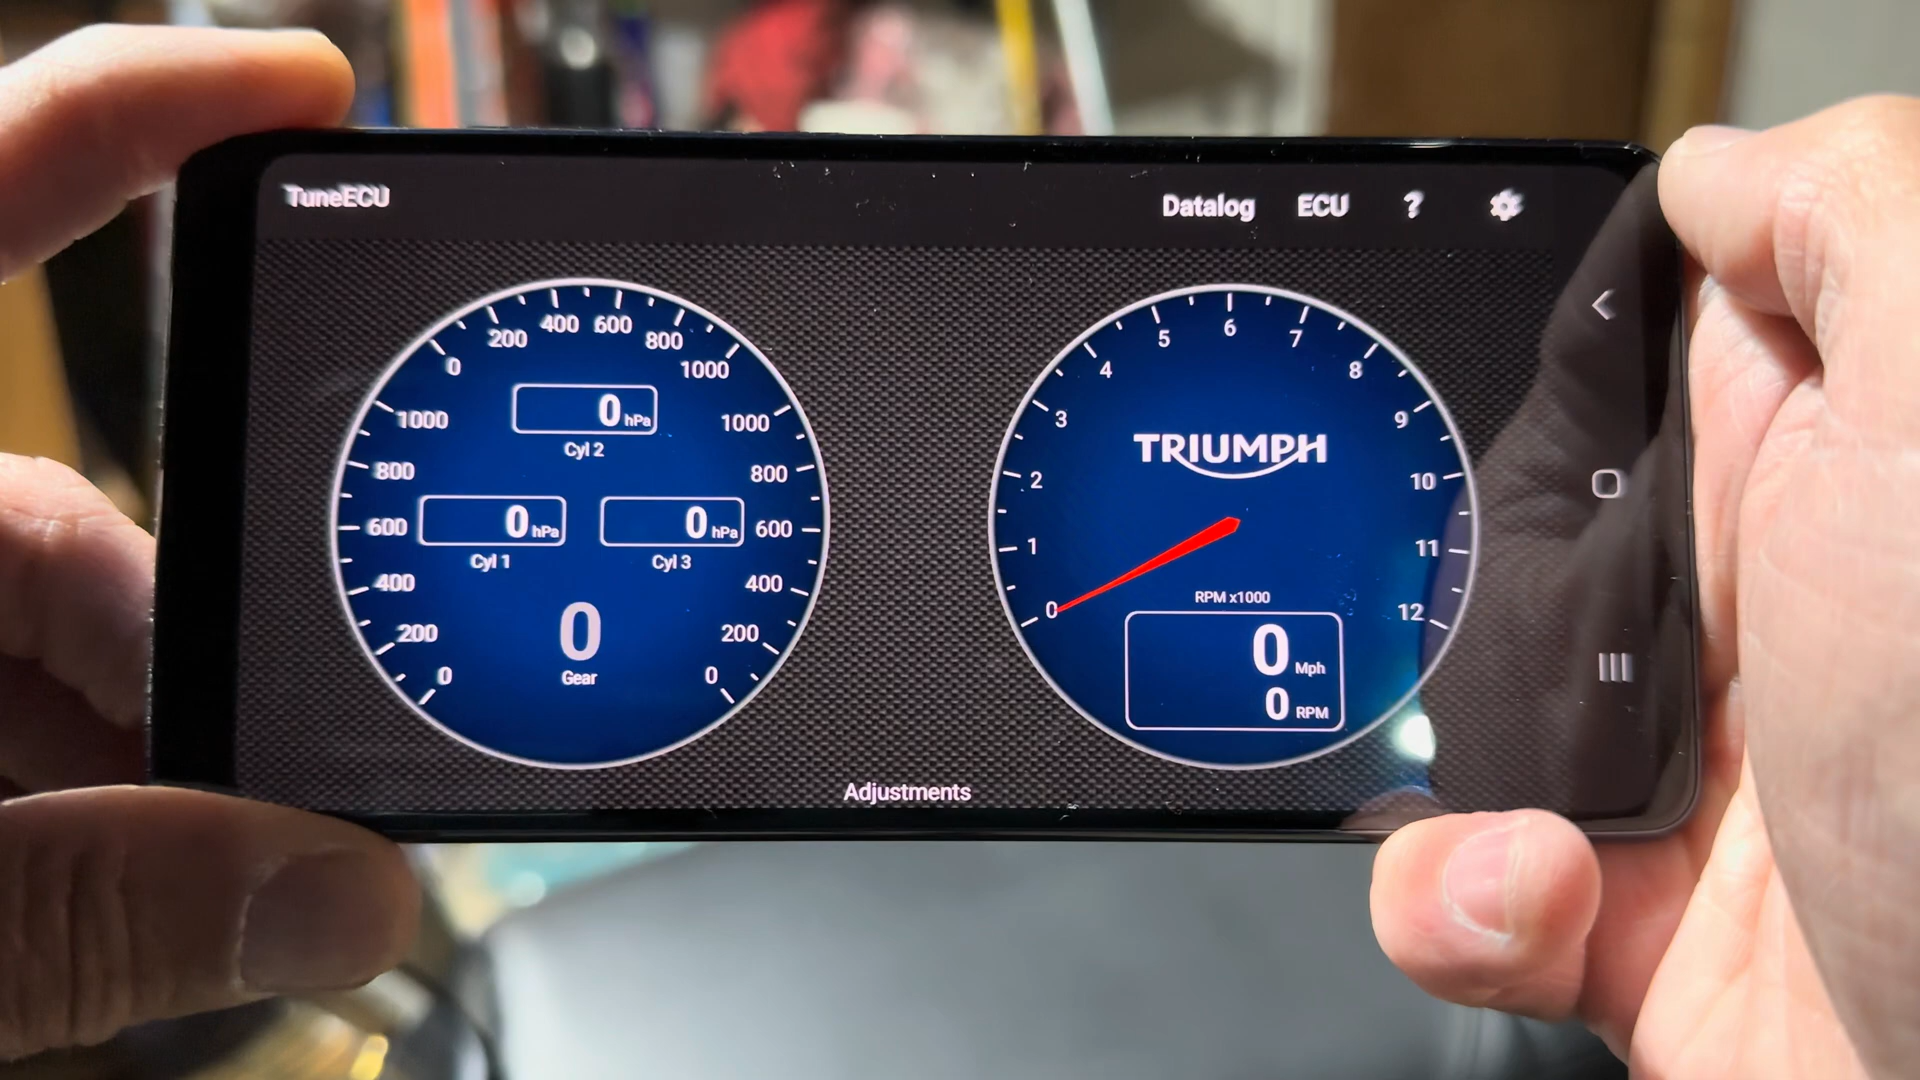 TuneECU
Datalog ECU ?
0 200 400 600 800 1000
0 hPa
Cyl 2
1000 800 600 400 200 0
0 hPa
Cyl 1
0 hPa
Cyl 3
1000 800 600 400 200 0
0
Gear
0 1 2 3 4 5 6 7 8 9 10 11 12
TRIUMPH
RPM x1000
0 Mph
0 RPM
Adjustments